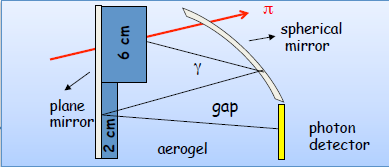 π
spherical
mirror
6 cm
γ
plane
mirror
gap
2 cm
aerogel
photon
detector